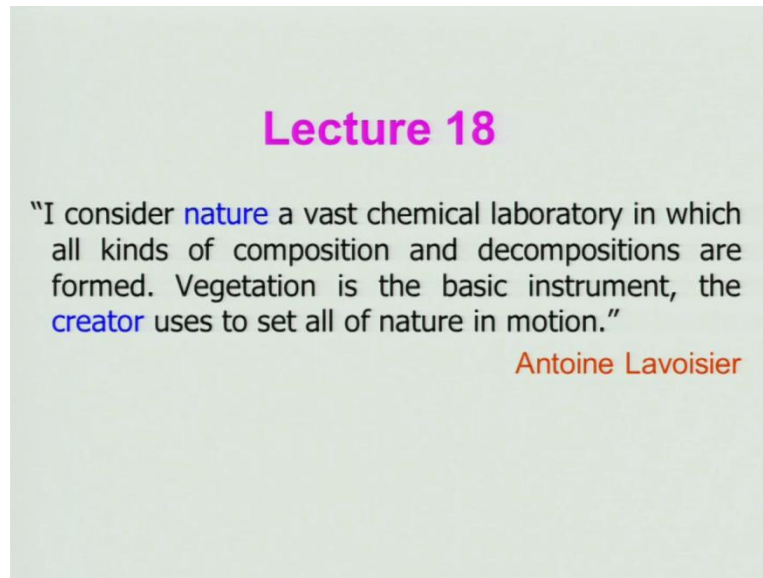 Lecture 18
“I consider nature a vast chemical laboratory in which
all kinds of composition and decompositions are
formed. Vegetation is the basic instrument, the
creator uses to set all of nature in motion.”
Antoine Lavoisier